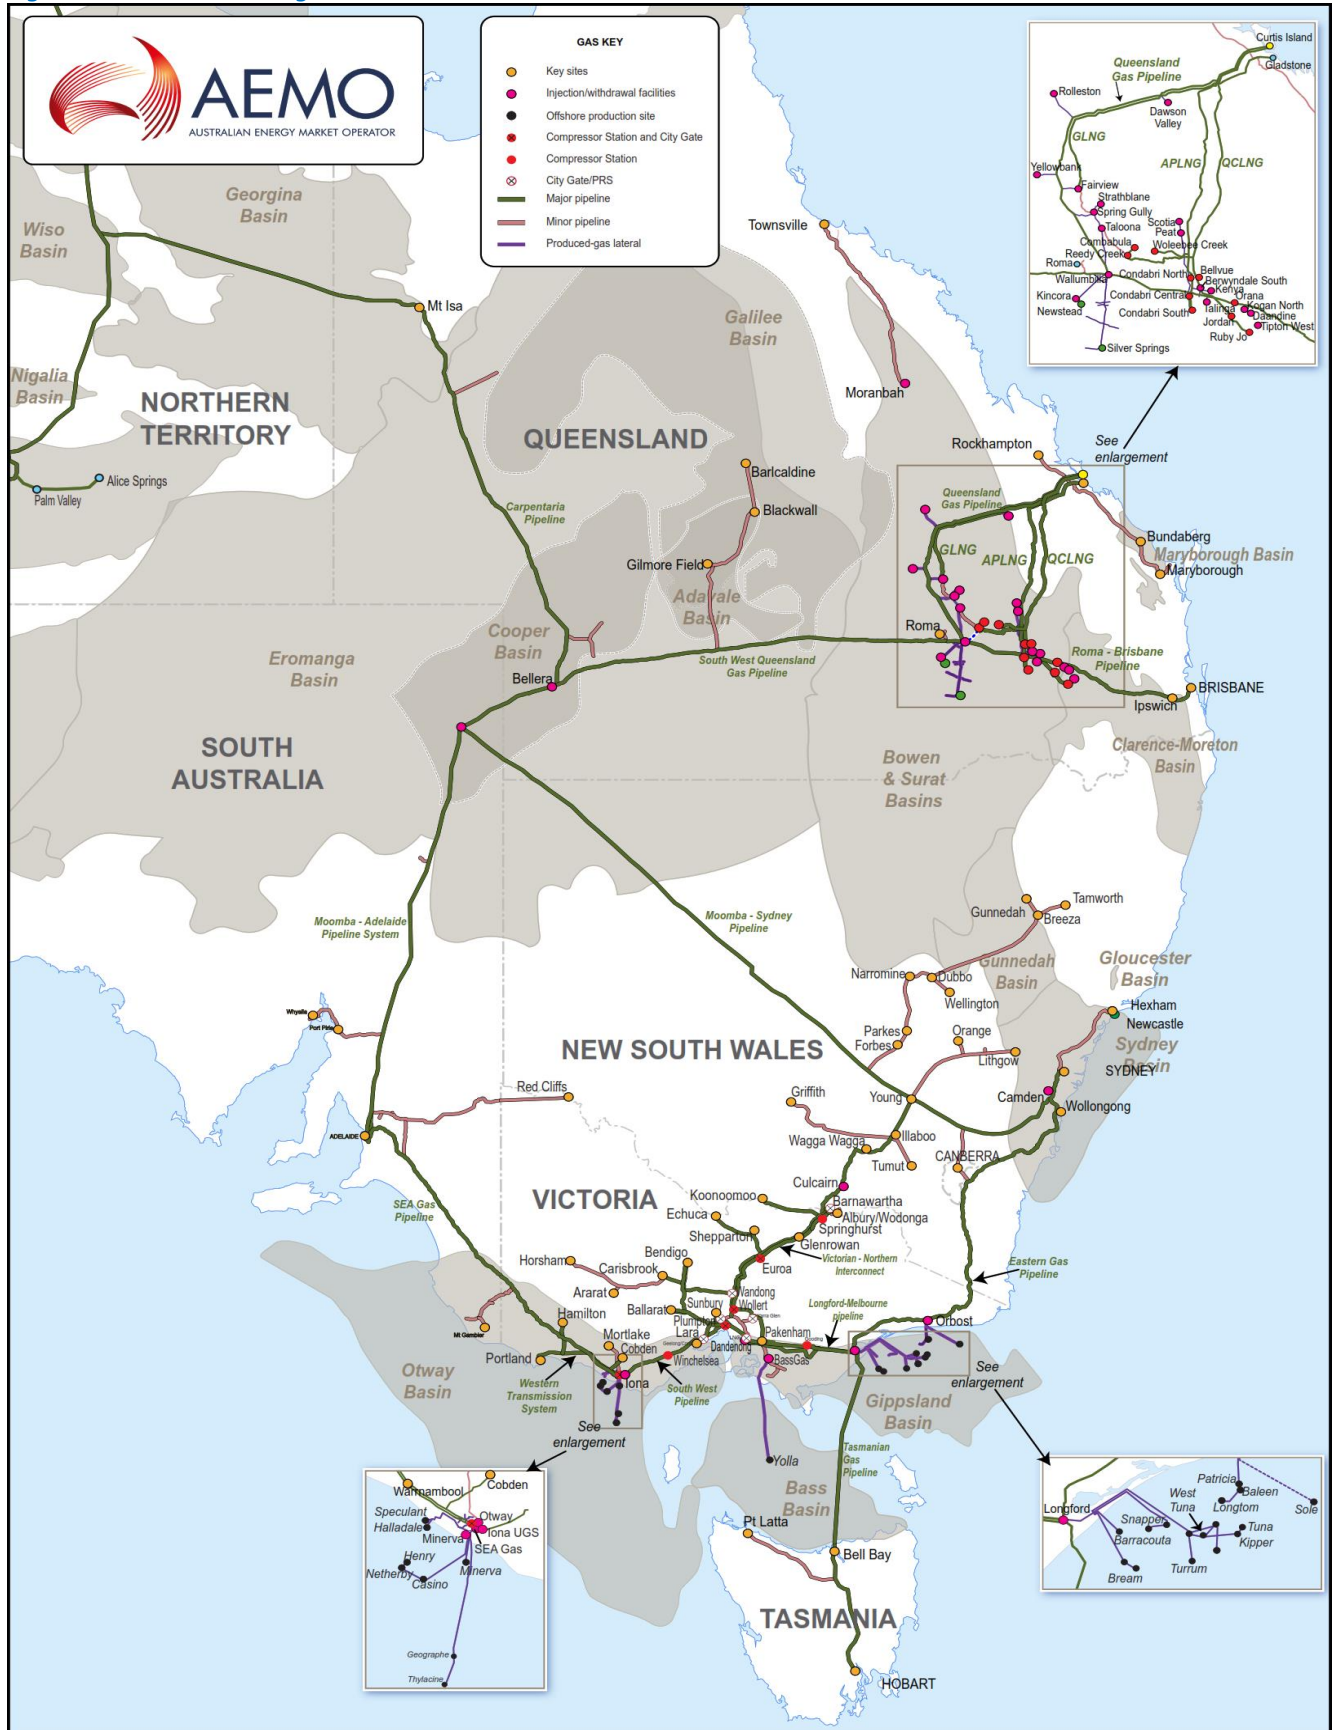 AEMO
AUSTRALIAN ENERGY MARKET OPERATOR
GAS KEY
Key sites
Injection/withdrawal facilities
Offshore production site
Compressor Station and City Gate
Compressor Station
City Gate/PRS
Major pipeline
Minor pipeline
Produced-gas lateral
Curtis Island
Gladstone
Queensland
Gas Pipeline
Rolleston
Dawson
Valley
GLNG
APLNG
QCLNG
Yellowbank
Fairview
Strathblane
Spring Gully
Taloona
Scotia
Peat
Combabula
Woleebee Creek
Reedy Creek
Roma
Wallumbilla
Condabri North
Bellvue
Berwyndale South
Kenya
Kincora
Condabri Central
Orana
Newstead
Talinga
Kogan North
Condabri South
Daandine
Jordan
Tipton West
Ruby Jo
Silver Springs
See
enlargement
Georgina
Basin
Wiso
Basin
Townsville
Mt Isa
Galilee
Basin
Nigalia
Basin
NORTHERN
TERRITORY
QUEENSLAND
Moranbah
Rockhampton
Barlcaldine
Alice Springs
Palm Valley
Carpentaria
Pipeline
Blackwall
Queensland
Gas Pipeline
Bundaberg
Maryborough Basin
Maryborough
GLNG
APLNG
QCLNG
Gilmore Field
Adavale
Basin
Cooper
Basin
Roma
Eromanga
Basin
South West Queensland
Gas Pipeline
Roma - Brisbane
Pipeline
Bellera
BRISBANE
Ipswich
SOUTH
AUSTRALIA
Bowen
& Surat
Basins
Clarence-Moreton
Basin
Moomba - Adelaide
Pipeline System
Moomba - Sydney
Pipeline
Tamworth
Gunnedah
Breeza
Gunnedah
Basin
Gloucester
Basin
Narromine
Dubbo
Wellington
Hexham
Newcastle
Whyalla
Port Pirie
Parkes
Forbes
Orange
Lithgow
Sydney
Basin
SYDNEY
NEW SOUTH WALES
Red Cliffs
Griffith
Young
Camden
Wollongong
ADELAIDE
Illaboo
Wagga Wagga
Tumut
CANBERRA
Culcairn
VICTORIA
SEA Gas
Pipeline
Koonoomoo
Barnawartha
Echuca
Albury/Wodonga
Springhurst
Shepparton
Glenrowan
Victorian - Northern
Interconnect
Euroa
Bendigo
Horsham
Carisbrook
Eastern Gas
Pipeline
Ararat
Wandong
Wollert
Sunbury
Ballarat
Plumpton
Longford-Melbourne
pipeline
Hamilton
Orbost
Mt Gambier
Mortlake
Lara
Pakenham
Gooding
Dandenong
Cobden
Portland
Winchelsea
BassGas
Otway
Basin
Western
Transmission
System
Iona
South West
Pipeline
See
enlargement
See
enlargement
Gippsland
Basin
Yolla
Tasmanian
Gas
Pipeline
Bass
Basin
Warrnambool
Cobden
Speculant
Otway
Halladale
Iona UGS
Minerva
SEA Gas
Henry
Minerva
Netherby
Casino
Geographe
Thylacine
Longford
Patricia
Baleen
West
Tuna
Longtom
Sole
Snapper
Tuna
Barracouta
Kipper
Turrum
Bream
Pt Latta
Bell Bay
TASMANIA
HOBART